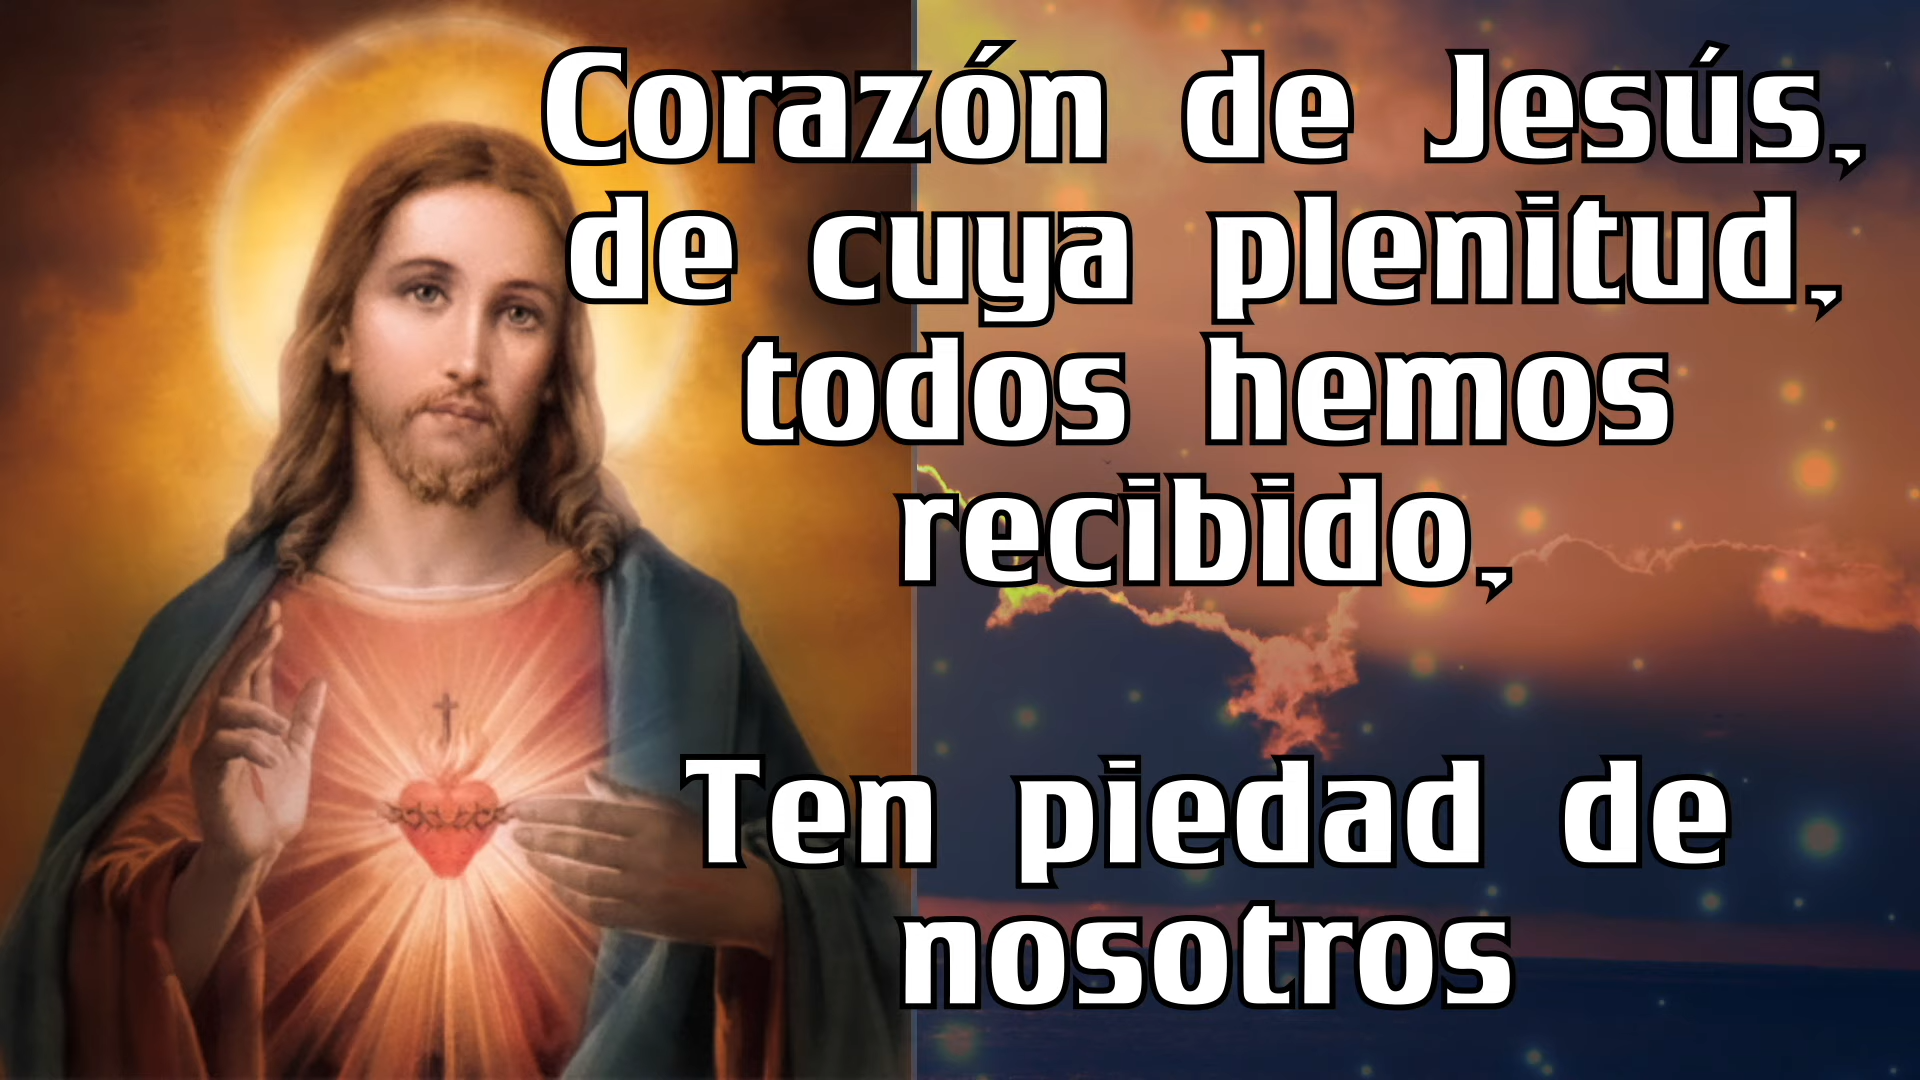 Corazón de Jesús,
de cuya plenitud,
todos hemos
recibido,
Ten piedad de
nosotros